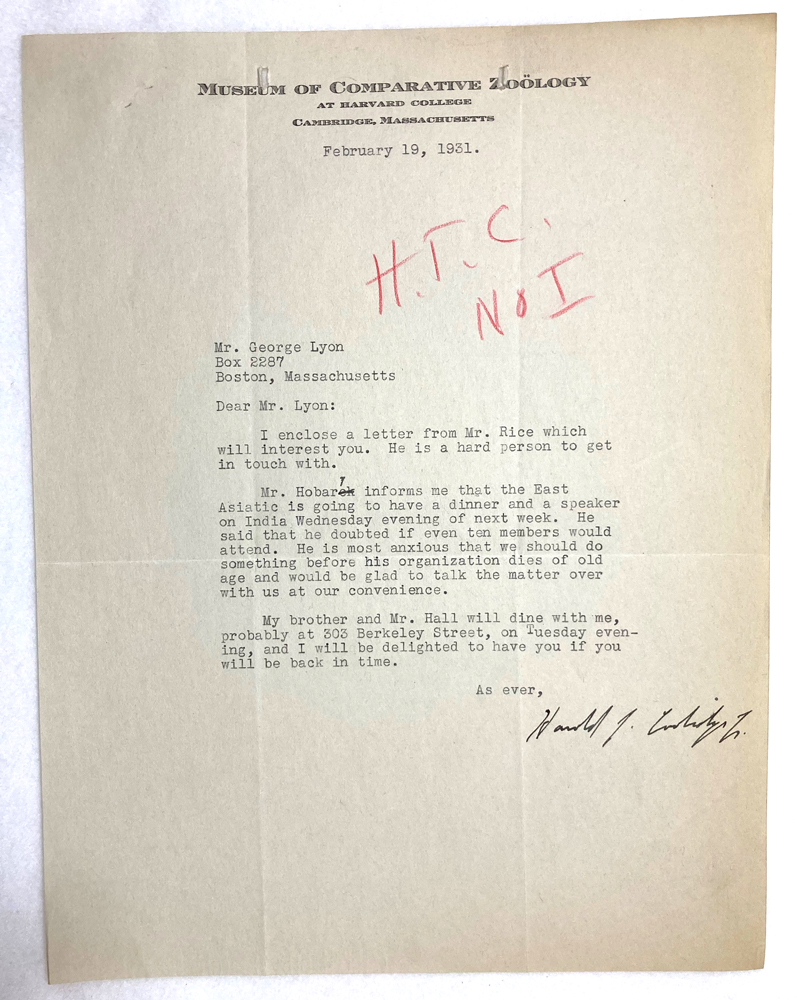 MUSEUM OF COMPARATIVE ZOÖLOGY
AT HARVARD COLLEGE
CAMBRIDGE, MASSACHUSETTS
February 19, 1931.
H.T.C.
No I
Mr. George Lyon
Box 2287
Boston, Massachusetts
Dear Mr. Lyon:
I enclose a letter from Mr. Rice which
will interest you. He is a hard person to get
in touch with.
Mr. Hobart informs me that the East
Asiatic is going to have a dinner and a speaker
on India Wednesday evening of next week. He
said that he doubted if even ten members would
attend. He is most anxious that we should do
something before his organization dies of old
age and would be glad to talk the matter over
with us at our convenience.
My brother and Mr. Hall will dine with me,
probably at 303 Berkeley Street, on Tuesday even-
ing, and I will be delighted to have you if you
will be back in time.
As ever,
Harold J. Coolidge Jr.